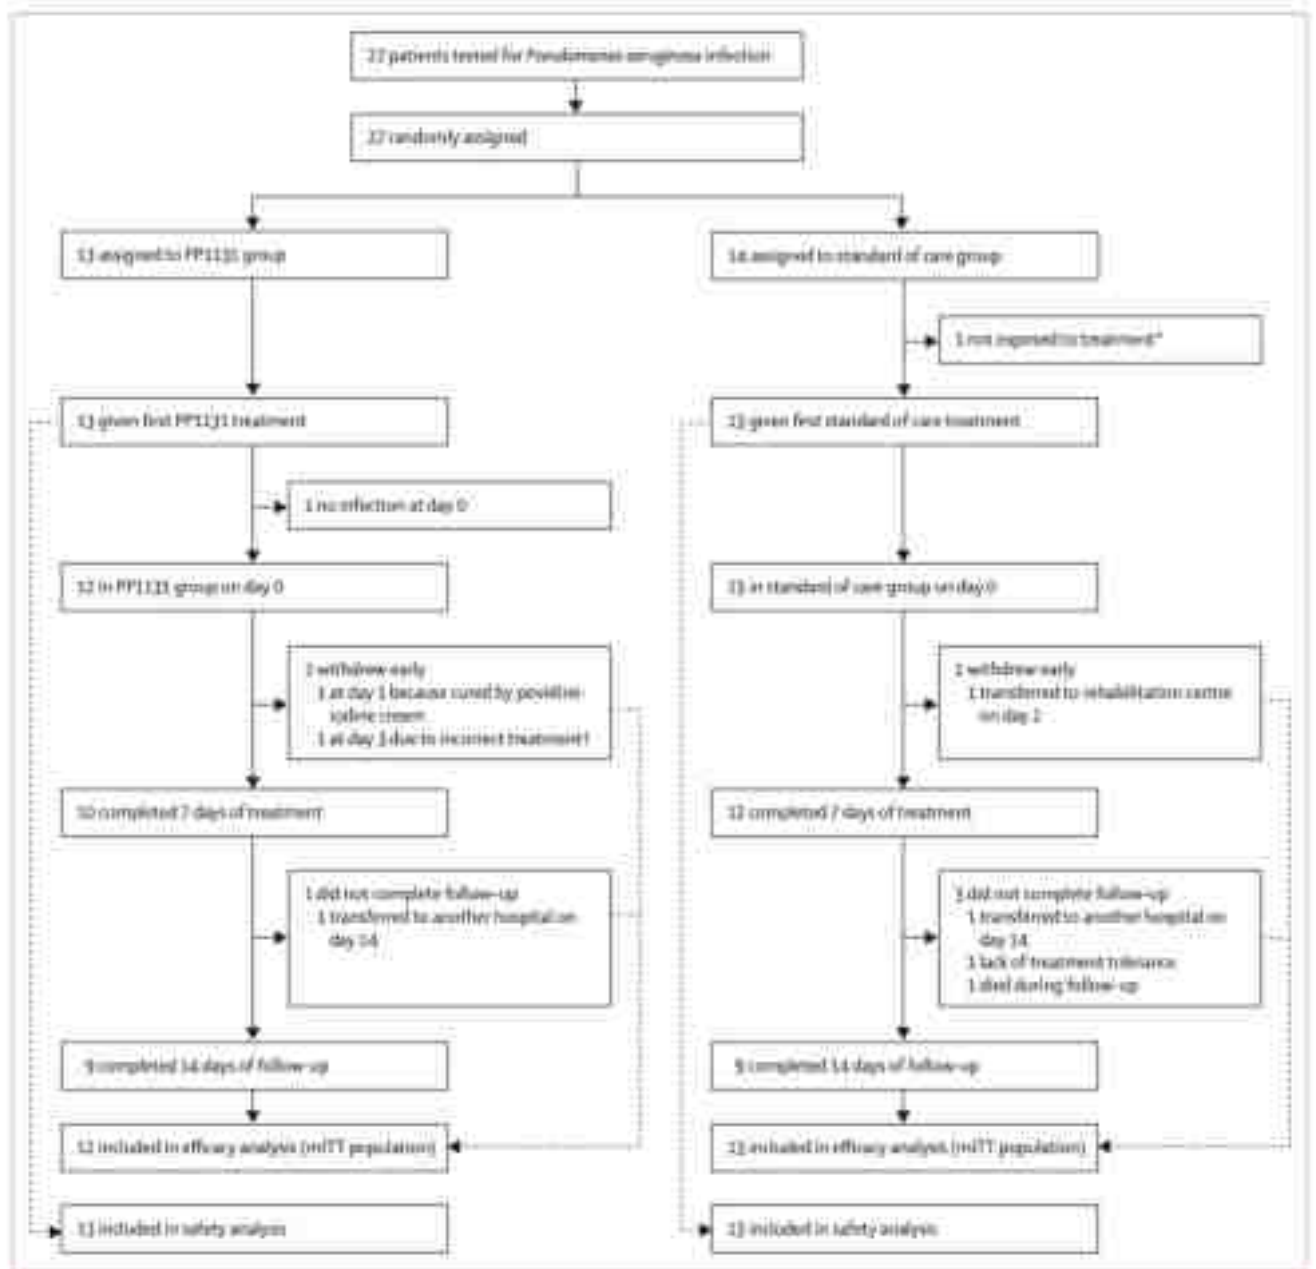 27 patients tested for Pseudomonas aeruginosa infection
27 randomly assigned
13 assigned to PP1131 group
14 assigned to standard of care group
1 not exposed to treatment*
13 given first PP1131 treatment
13 given first standard of care treatment
1 no infection at day 0
12 in PP1131 group on day 0
13 in standard of care group on day 0
2 withdrew early
1 at day 1 because cured by povidine-
iodine cream
1 at day 3 due to incorrect treatment†
1 withdrew early
1 transferred to rehabilitation centre
on day 2
10 completed 7 days of treatment
12 completed 7 days of treatment
1 did not complete follow-up
1 transferred to another hospital on
day 14
3 did not complete follow-up
1 transferred to another hospital on
day 14
1 lack of treatment tolerance
1 died during follow-up
9 completed 14 days of follow-up
9 completed 14 days of follow-up
12 included in efficacy analysis (mITT population)
13 included in efficacy analysis (mITT population)
13 included in safety analysis
13 included in safety analysis